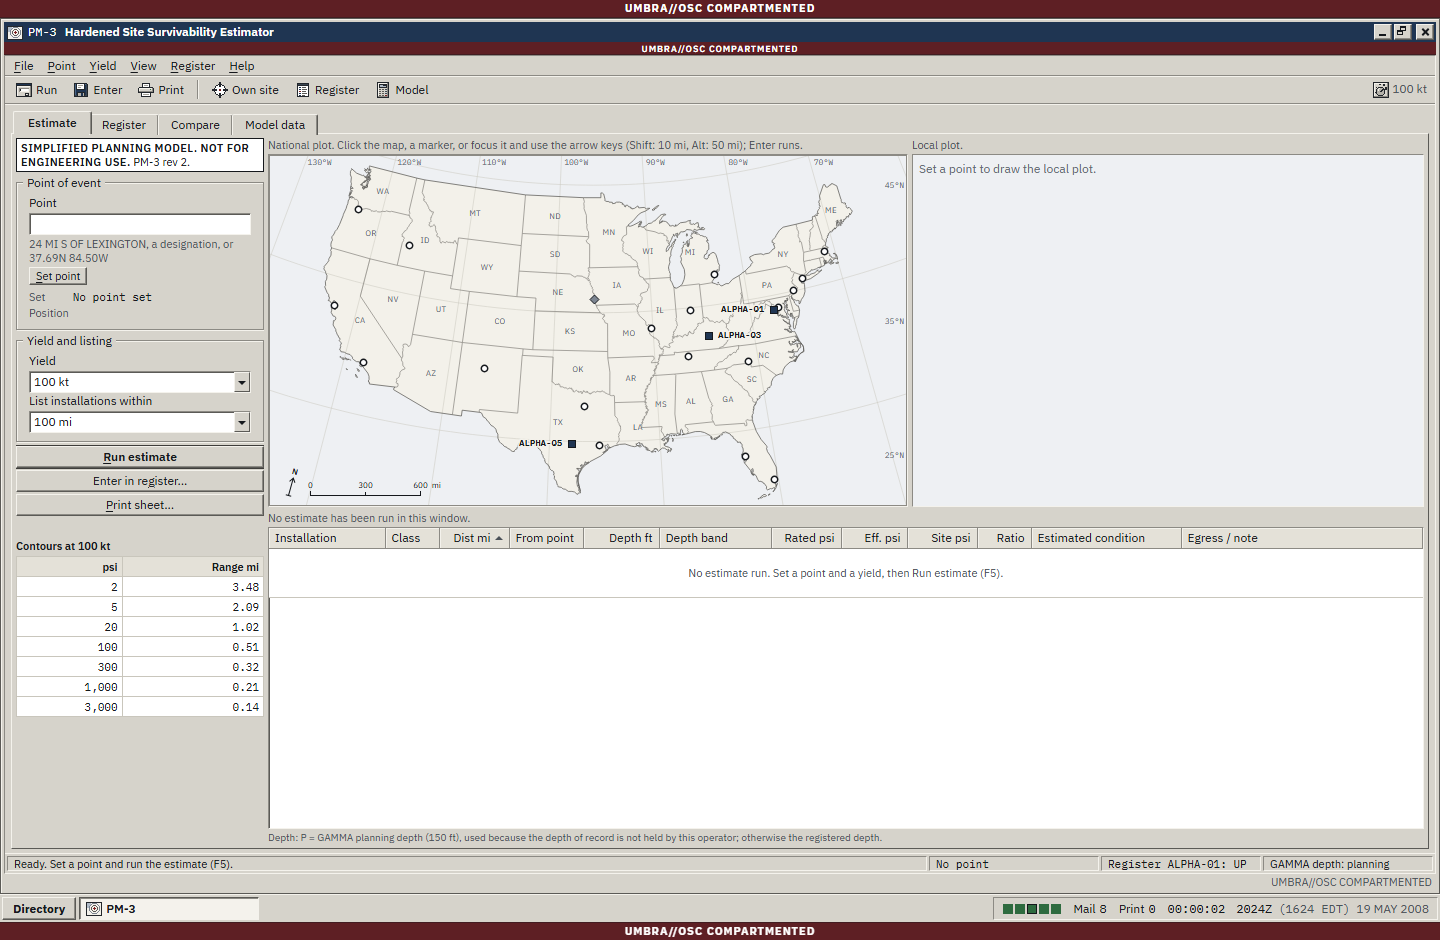 UMBRA//OSC COMPARTMENTED
PM-3 Hardened Site Survivability Estimator
UMBRA//OSC COMPARTMENTED
File Point Yield View Register Help
Run Enter Print Own site Register Model 100 kt
Estimate Register Compare Model data
SIMPLIFIED PLANNING MODEL. NOT FOR
ENGINEERING USE. PM-3 rev 2.
Point of event
Point
24 MI S OF LEXINGTON, a designation, or
37.69N 84.50W
Set point
Set No point set
Position
Yield and listing
Yield
100 kt
List installations within
100 mi
Run estimate
Enter in register...
Print sheet...
Contours at 100 kt
psi Range mi
2 3.48
5 2.09
20 1.02
100 0.51
300 0.32
1,000 0.21
3,000 0.14
National plot. Click the map, a marker, or focus it and use the arrow keys (Shift: 10 mi, Alt: 50 mi); Enter runs.
130°W 120°W 110°W 100°W 90°W 80°W 70°W
45°N
35°N
25°N
WA
MT
ND
ME
OR
ID
MN
SD
WI
MI
NY
WY
NE
IA
PA
NV
UT
IL
CA
CO
KS
MO
ALPHA-01
ALPHA-03
AZ
OK
AR
NC
SC
MS
AL
GA
TX
LA
ALPHA-05
N
0 300 600 mi
Local plot.
Set a point to draw the local plot.
No estimate has been run in this window.
Installation Class Dist mi From point Depth ft Depth band Rated psi Eff. psi Site psi Ratio Estimated condition Egress / note
No estimate run. Set a point and a yield, then Run estimate (F5).
Depth: P = GAMMA planning depth (150 ft), used because the depth of record is not held by this operator; otherwise the registered depth.
Ready. Set a point and run the estimate (F5). No point Register ALPHA-01: UP GAMMA depth: planning
UMBRA//OSC COMPARTMENTED
Directory PM-3 Mail 8 Print 0 00:00:02 2024Z (1624 EDT) 19 MAY 2008
UMBRA//OSC COMPARTMENTED